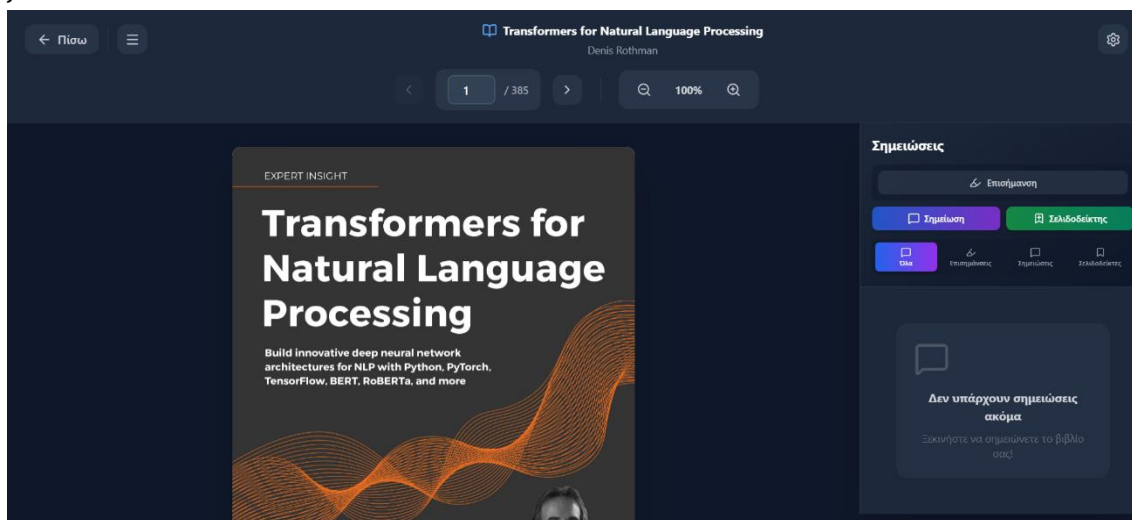 ← Πίσω
Transformers for Natural Language Processing
Denis Rothman
1 / 385
100%
EXPERT INSIGHT
Transformers for
Natural Language
Processing
Build innovative deep neural network
architectures for NLP with Python, PyTorch,
TensorFlow, BERT, RoBERTa, and more
Σημειώσεις
Επισήμανση
Σημείωση
Σελιδοδείκτης
Όλα
Επισημάνσεις
Σημειώσεις
Σελιδοδείκτες
Δεν υπάρχουν σημειώσεις
ακόμα
Ξεκινήστε να σημειώνετε το βιβλίο
σας!